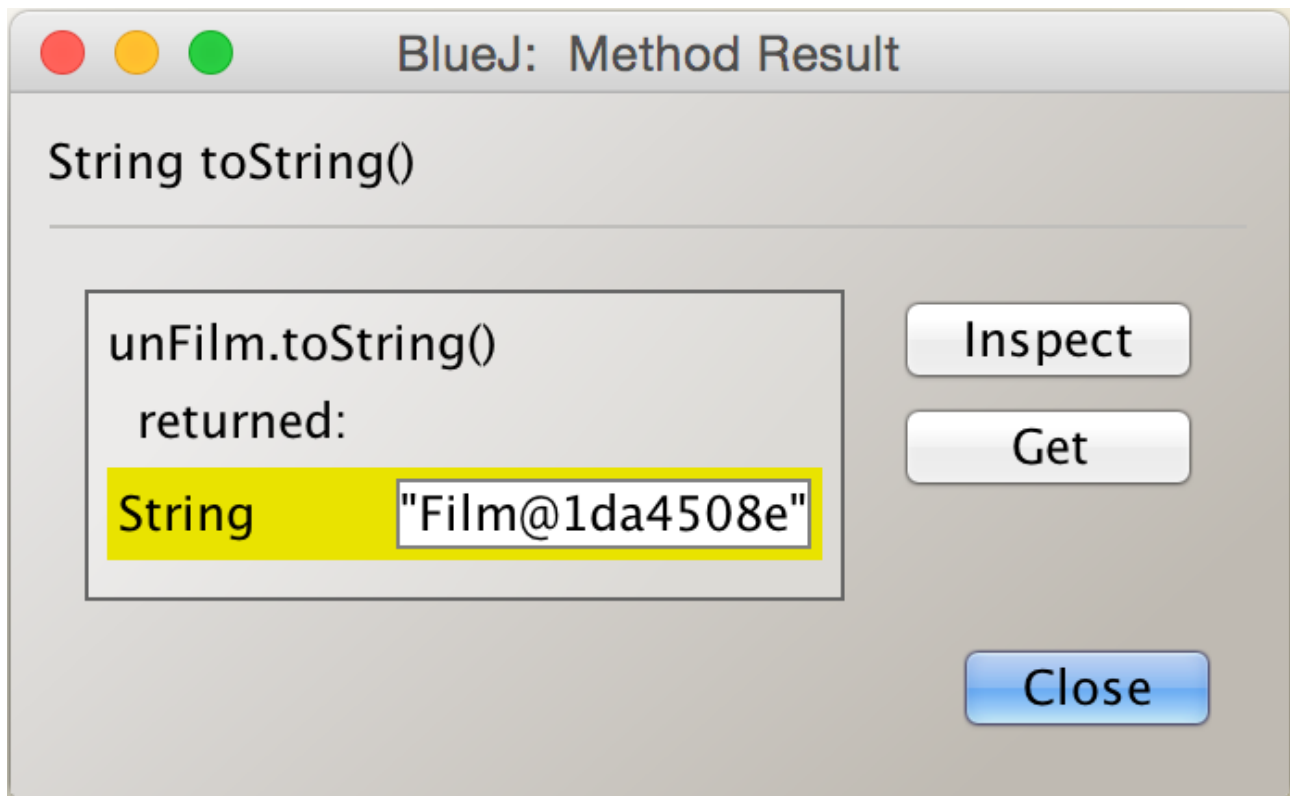 BlueJ: Method Result
String toString()
unFilm.toString()
returned:
String "Film@1da4508e"
Inspect
Get
Close